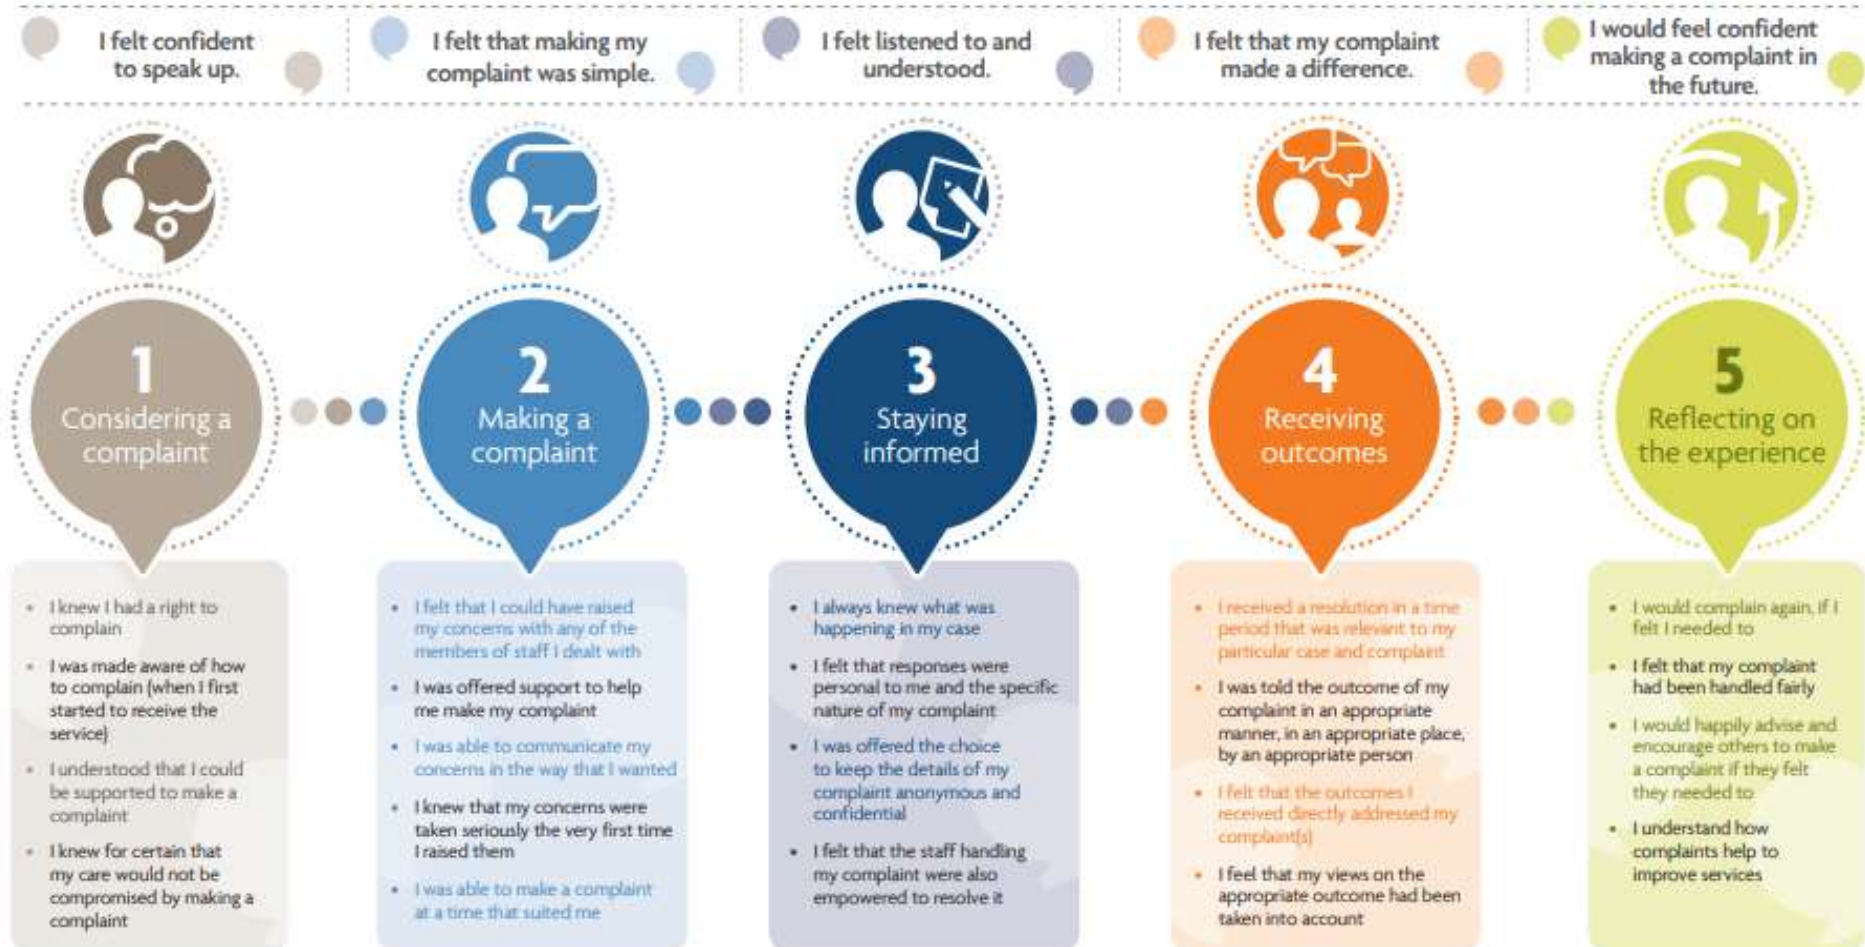 I felt confident
to speak up.
I felt that making my
complaint was simple.
I felt listened to and
understood.
I felt that my complaint
made a difference.
I would feel confident
making a complaint in
the future.
1
Considering a
complaint
2
Making a
complaint
3
Staying
informed
4
Receiving
outcomes
5
Reflecting on
the experience
• I knew I had a right to
complain
• I was made aware of how
to complain (when I first
started to receive the
service)
• I understood that I could
be supported to make a
complaint
• I knew for certain that
my care would not be
compromised by making a
complaint
• I felt that I could have raised
my concerns with any of the
members of staff I dealt with
• I was offered support to help
me make my complaint
• I was able to communicate my
concerns in the way that I wanted
• I knew that my concerns were
taken seriously the very first time
I raised them
• I was able to make a complaint
at a time that suited me
• I always knew what was
happening in my case
• I felt that responses were
personal to me and the specific
nature of my complaint
• I was offered the choice
to keep the details of my
complaint anonymous and
confidential
• I felt that the staff handling
my complaint were also
empowered to resolve it
• I received a resolution in a time
period that was relevant to my
particular case and complaint
• I was told the outcome of my
complaint in an appropriate
manner, in an appropriate place,
by an appropriate person
• I felt that the outcomes I
received directly addressed my
complaint(s)
• I feel that my views on the
appropriate outcome had been
taken into account
• I would complain again, if I
felt I needed to
• I felt that my complaint
had been handled fairly
• I would happily advise and
encourage others to make
a complaint if they felt
they needed to
• I understand how
complaints help to
improve services